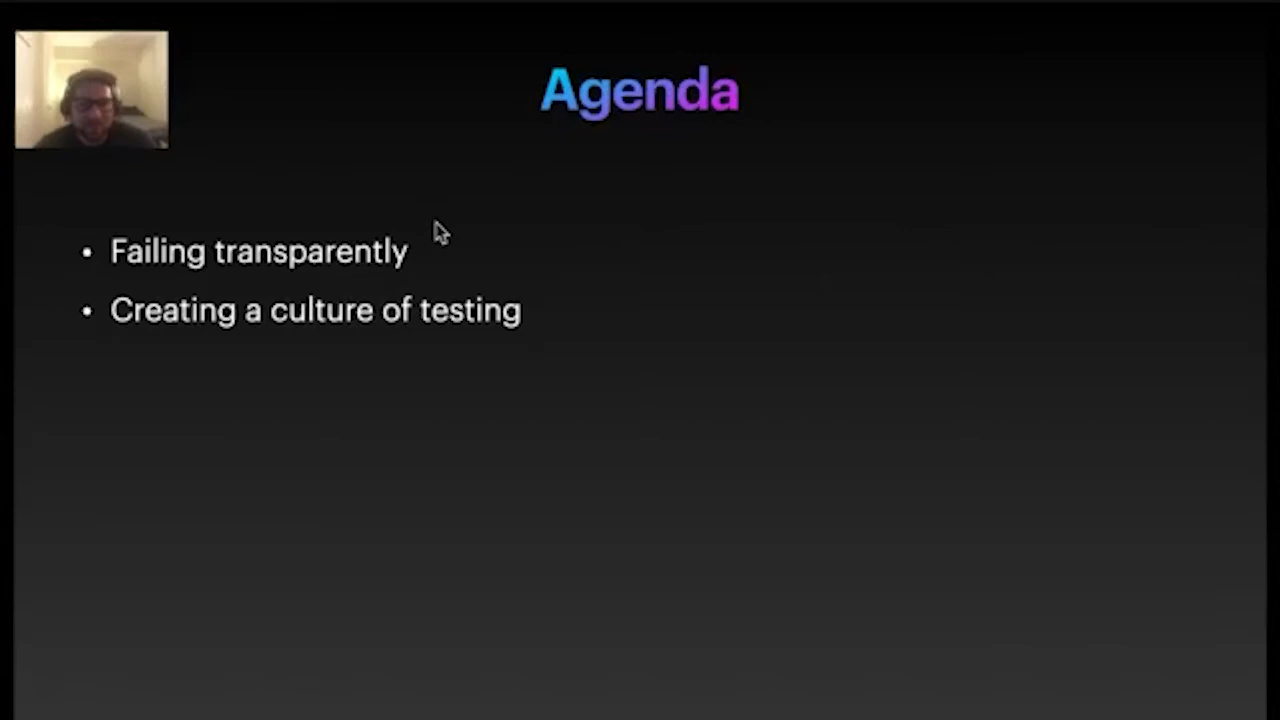 Agenda
• Failing transparently
• Creating a culture of testing